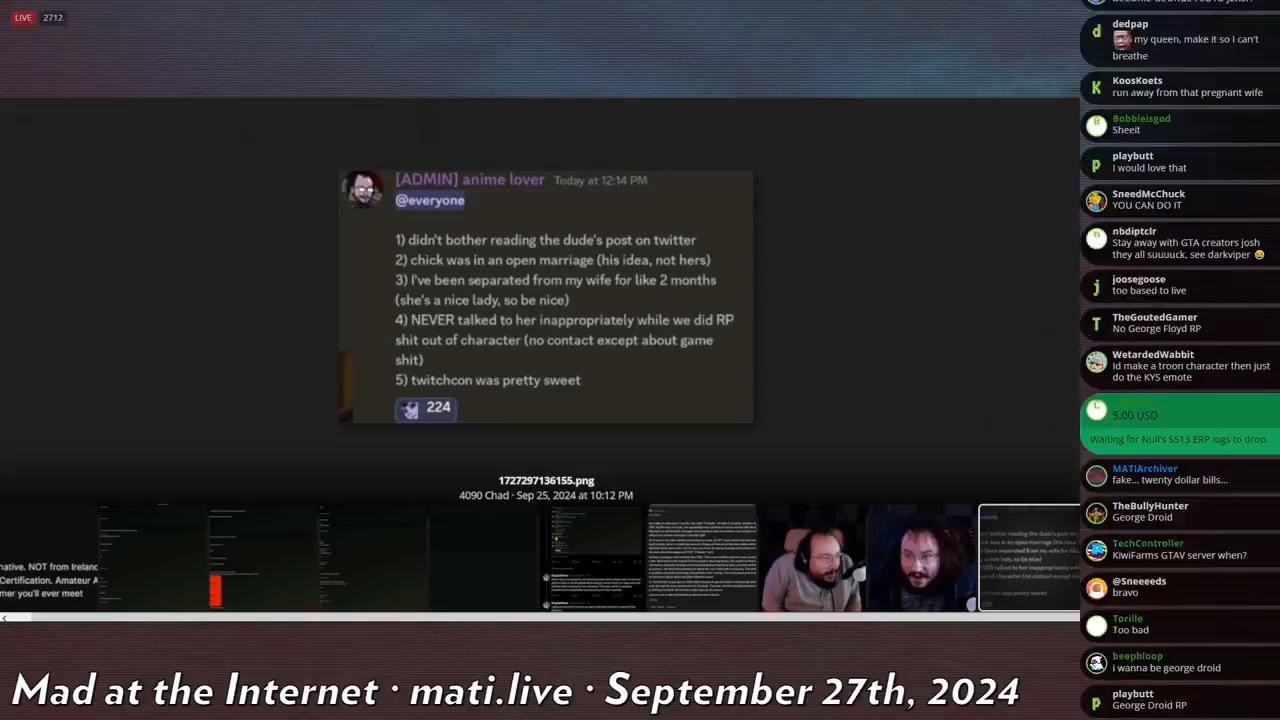 LIVE 2712
dedpap
my queen, make it so I can't
breathe
KoosKoets
run away from that pregnant wife
Bobbleisgod
Sheeit
playbutt
I would love that
SneedMcChuck
YOU CAN DO IT
nbdiptclr
Stay away with GTA creators josh
they all suuuuck, see darkviper 😂
joosegoose
too based to live
TheGoutedGamer
No George Floyd RP
WetardedWabbit
Id make a troon character then just
do the KYS emote
5.00 USD
Waiting for Null's SS13 ERP logs to drop.
MATIArchiver
fake... twenty dollar bills...
TheBullyHunter
George Droid
TechController
KiwiFarms GTAV server when?
bravo
Torille
Too bad
beepbloop
i wanna be george droid
playbutt
George Droid RP
[ADMIN] anime lover Today at 12:14 PM
@everyone
1) didn't bother reading the dude's post on twitter
2) chick was in an open marriage (his idea, not hers)
3) I've been separated from my wife for like 2 months
(she's a nice lady, so be nice)
4) NEVER talked to her inappropriately while we did RP
shit out of character (no contact except about game
shit)
5) twitchcon was pretty sweet
224
1727297136155.png
4090 Chad · Sep 25, 2024 at 10:12 PM
native. NOT from Ireland
Certification. Amateur
mer you'll ever meet
Mad at the Internet · mati.live · September 27th, 2024